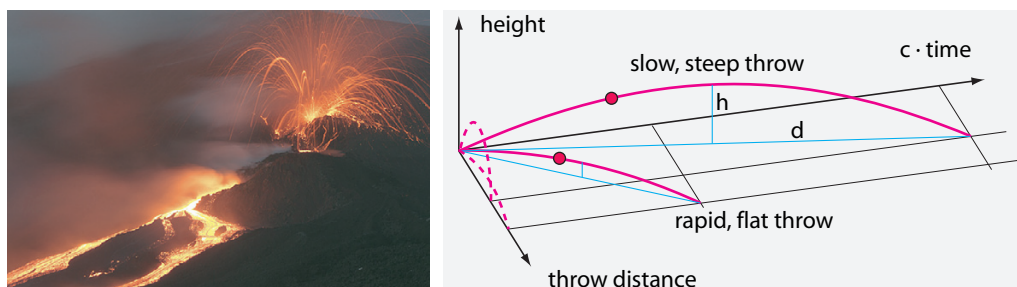 height
c · time
slow, steep throw
h
d
rapid, flat throw
throw distance